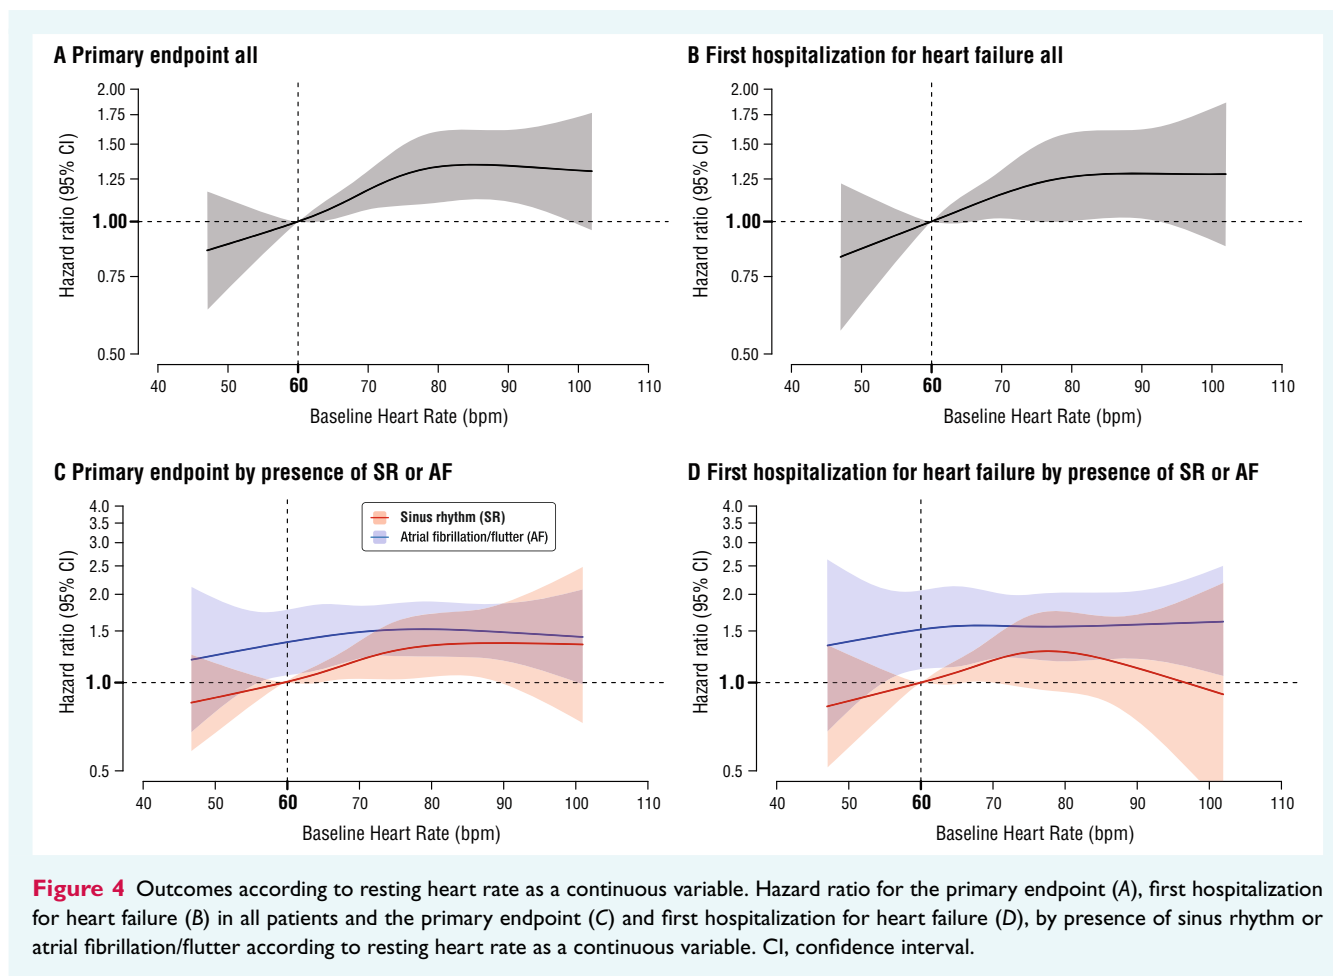 A Primary endpoint all
2.00
1.75
1.50
1.25
1.00
0.75
0.50
Hazard ratio (95% CI)
40 50 60 70 80 90 100 110
Baseline Heart Rate (bpm)
B First hospitalization for heart failure all
2.00
1.75
1.50
1.25
1.00
0.75
0.50
Hazard ratio (95% CI)
40 50 60 70 80 90 100 110
Baseline Heart Rate (bpm)
C Primary endpoint by presence of SR or AF
4.0
3.5
3.0
2.5
2.0
1.5
1.0
0.5
Hazard ratio (95% CI)
Sinus rhythm (SR)
Atrial fibrillation/flutter (AF)
40 50 60 70 80 90 100 110
Baseline Heart Rate (bpm)
D First hospitalization for heart failure by presence of SR or AF
4.0
3.5
3.0
2.5
2.0
1.5
1.0
0.5
Hazard ratio (95% CI)
40 50 60 70 80 90 100 110
Baseline Heart Rate (bpm)
Figure 4 Outcomes according to resting heart rate as a continuous variable. Hazard ratio for the primary endpoint (A), first hospitalization
for heart failure (B) in all patients and the primary endpoint (C) and first hospitalization for heart failure (D), by presence of sinus rhythm or
atrial fibrillation/flutter according to resting heart rate as a continuous variable. CI, confidence interval.